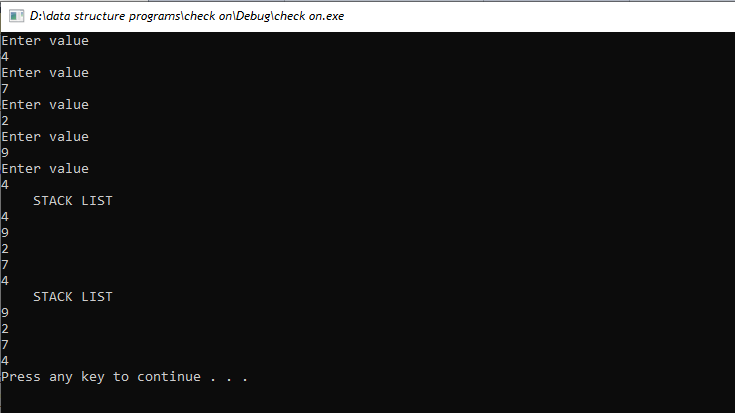 D:\data structure programs\check on\Debug\check on.exe
Enter value
4
Enter value
7
Enter value
2
Enter value
9
Enter value
4
    STACK LIST
4
9
2
7
4
    STACK LIST
9
2
7
4
Press any key to continue . . .